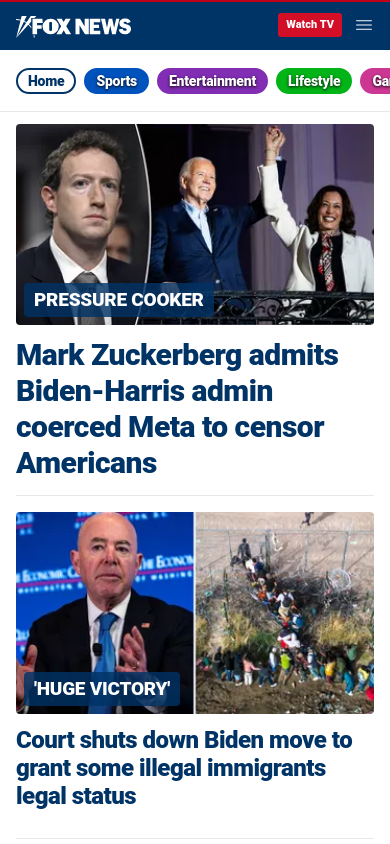 FOX NEWS
Watch TV
Home
Sports
Entertainment
Lifestyle
PRESSURE COOKER
Mark Zuckerberg admits
Biden-Harris admin
coerced Meta to censor
Americans
'HUGE VICTORY'
Court shuts down Biden move to
grant some illegal immigrants
legal status